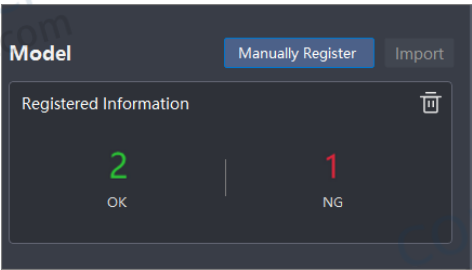 Model
Manually Register
Import
Registered Information
2
1
OK
NG